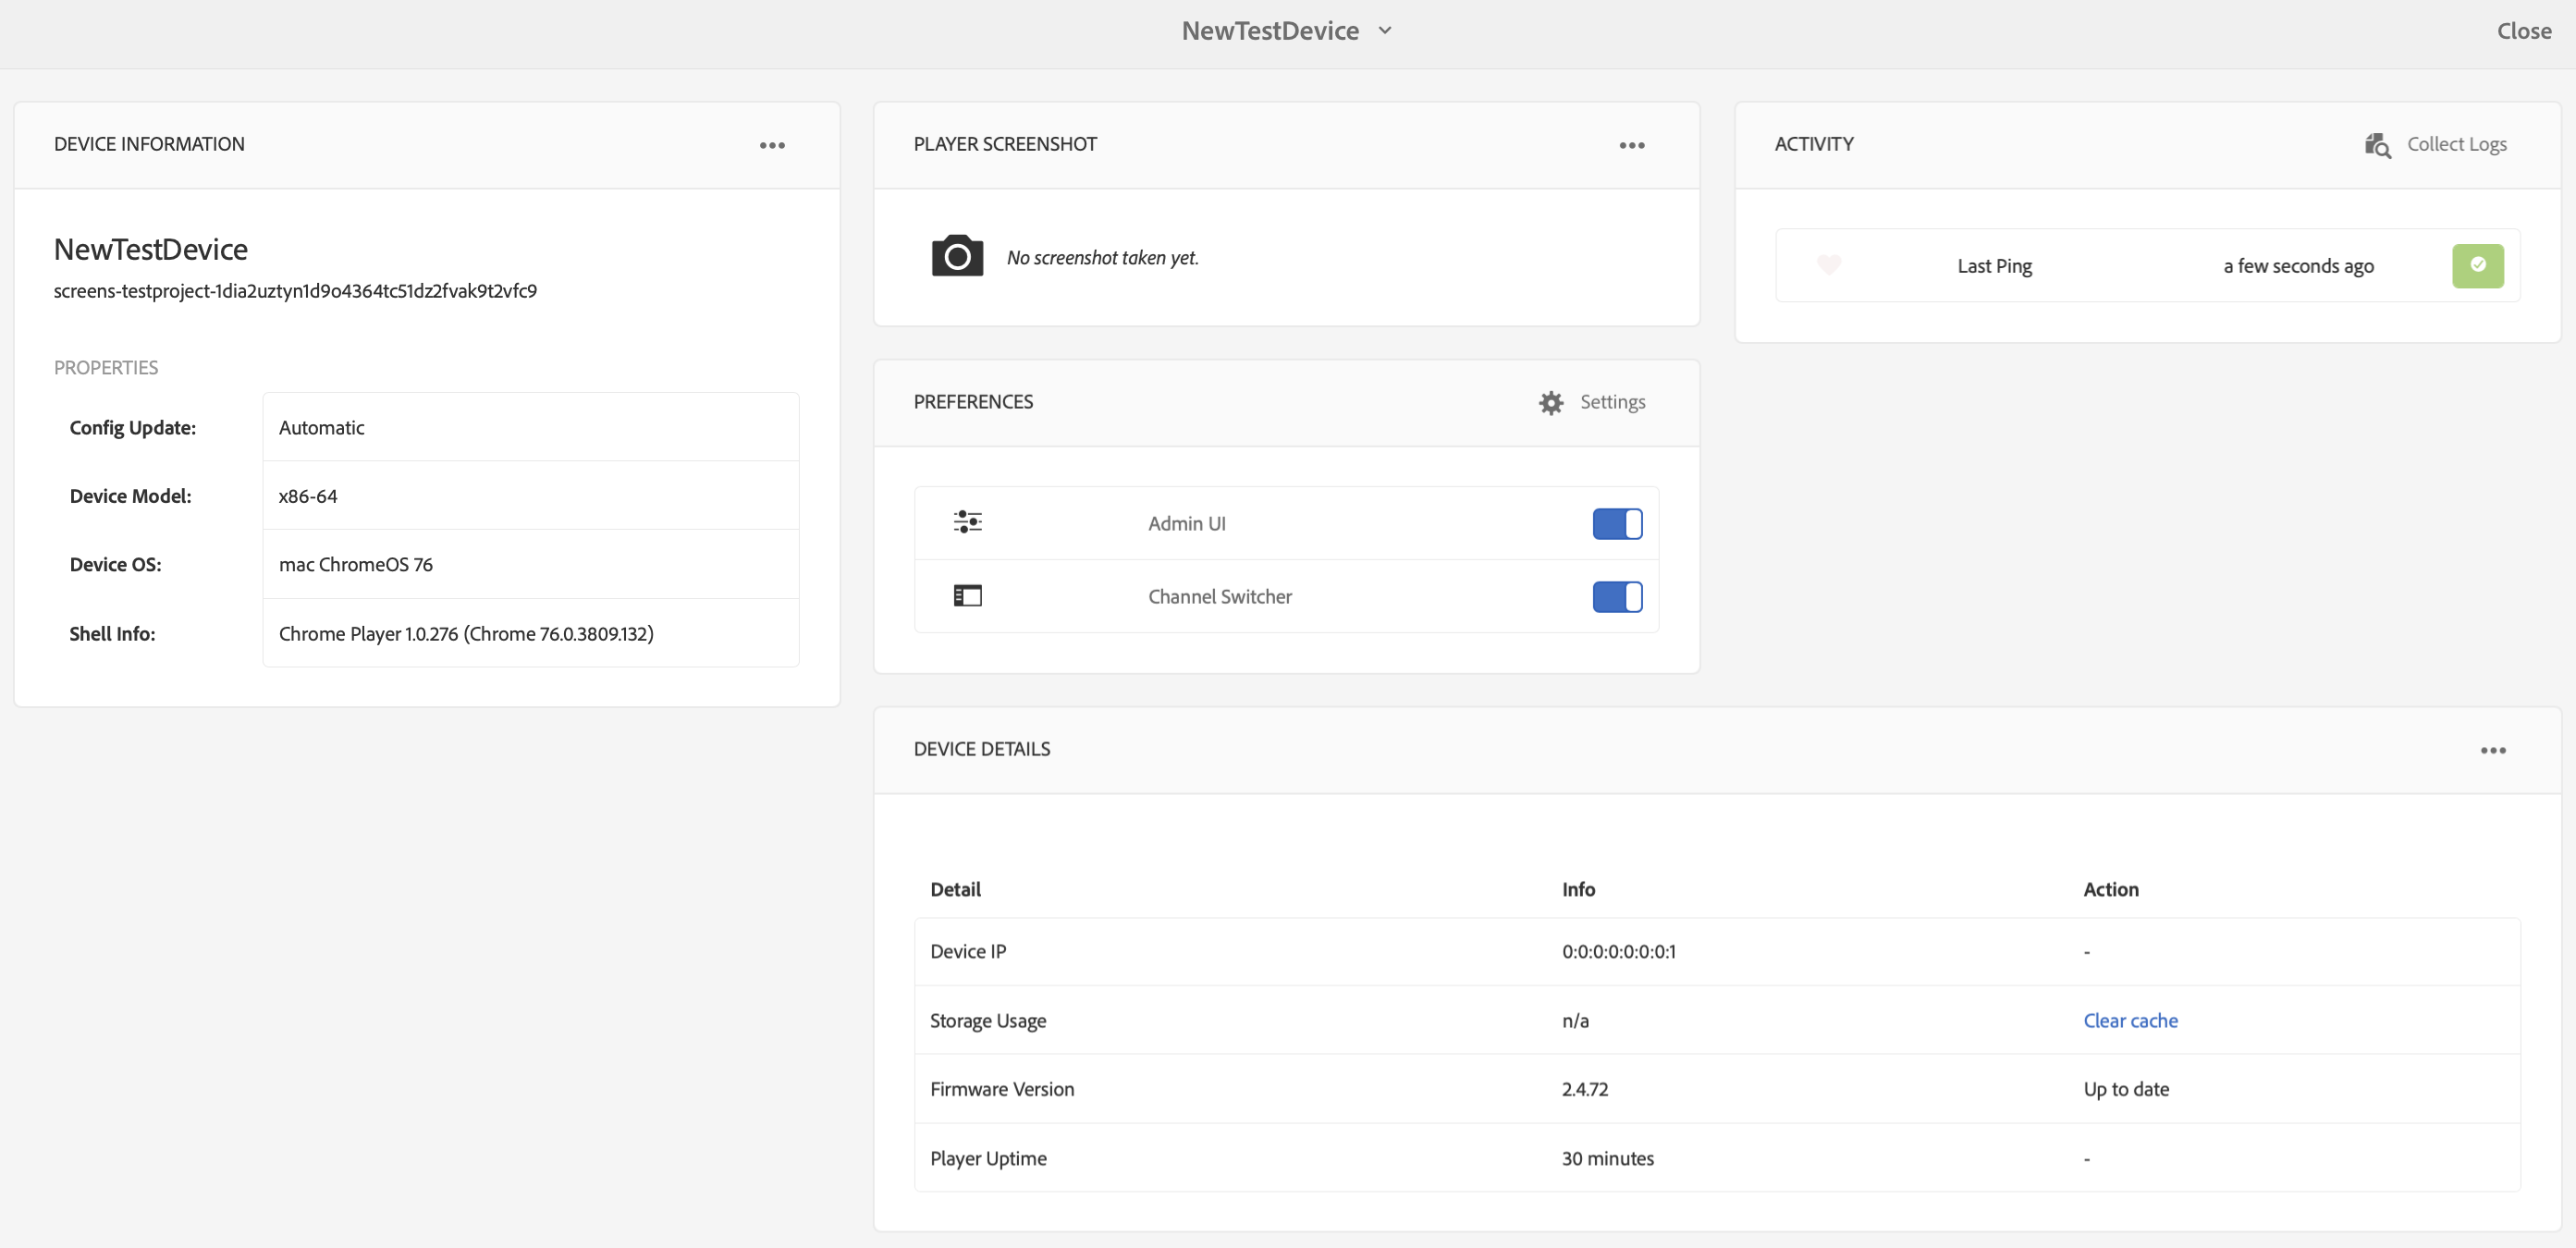 NewTestDevice
Close
DEVICE INFORMATION
NewTestDevice
screens-testproject-1dia2uztyn1d9o4364tc51dz2fvak9t2vfc9
PROPERTIES
Config Update: Automatic
Device Model: x86-64
Device OS: mac ChromeOS 76
Shell Info: Chrome Player 1.0.276 (Chrome 76.0.3809.132)
PLAYER SCREENSHOT
No screenshot taken yet.
PREFERENCES
Settings
Admin UI
Channel Switcher
ACTIVITY
Collect Logs
Last Ping a few seconds ago
DEVICE DETAILS
Detail Info Action
Device IP 0:0:0:0:0:0:0:1 -
Storage Usage n/a Clear cache
Firmware Version 2.4.72 Up to date
Player Uptime 30 minutes -